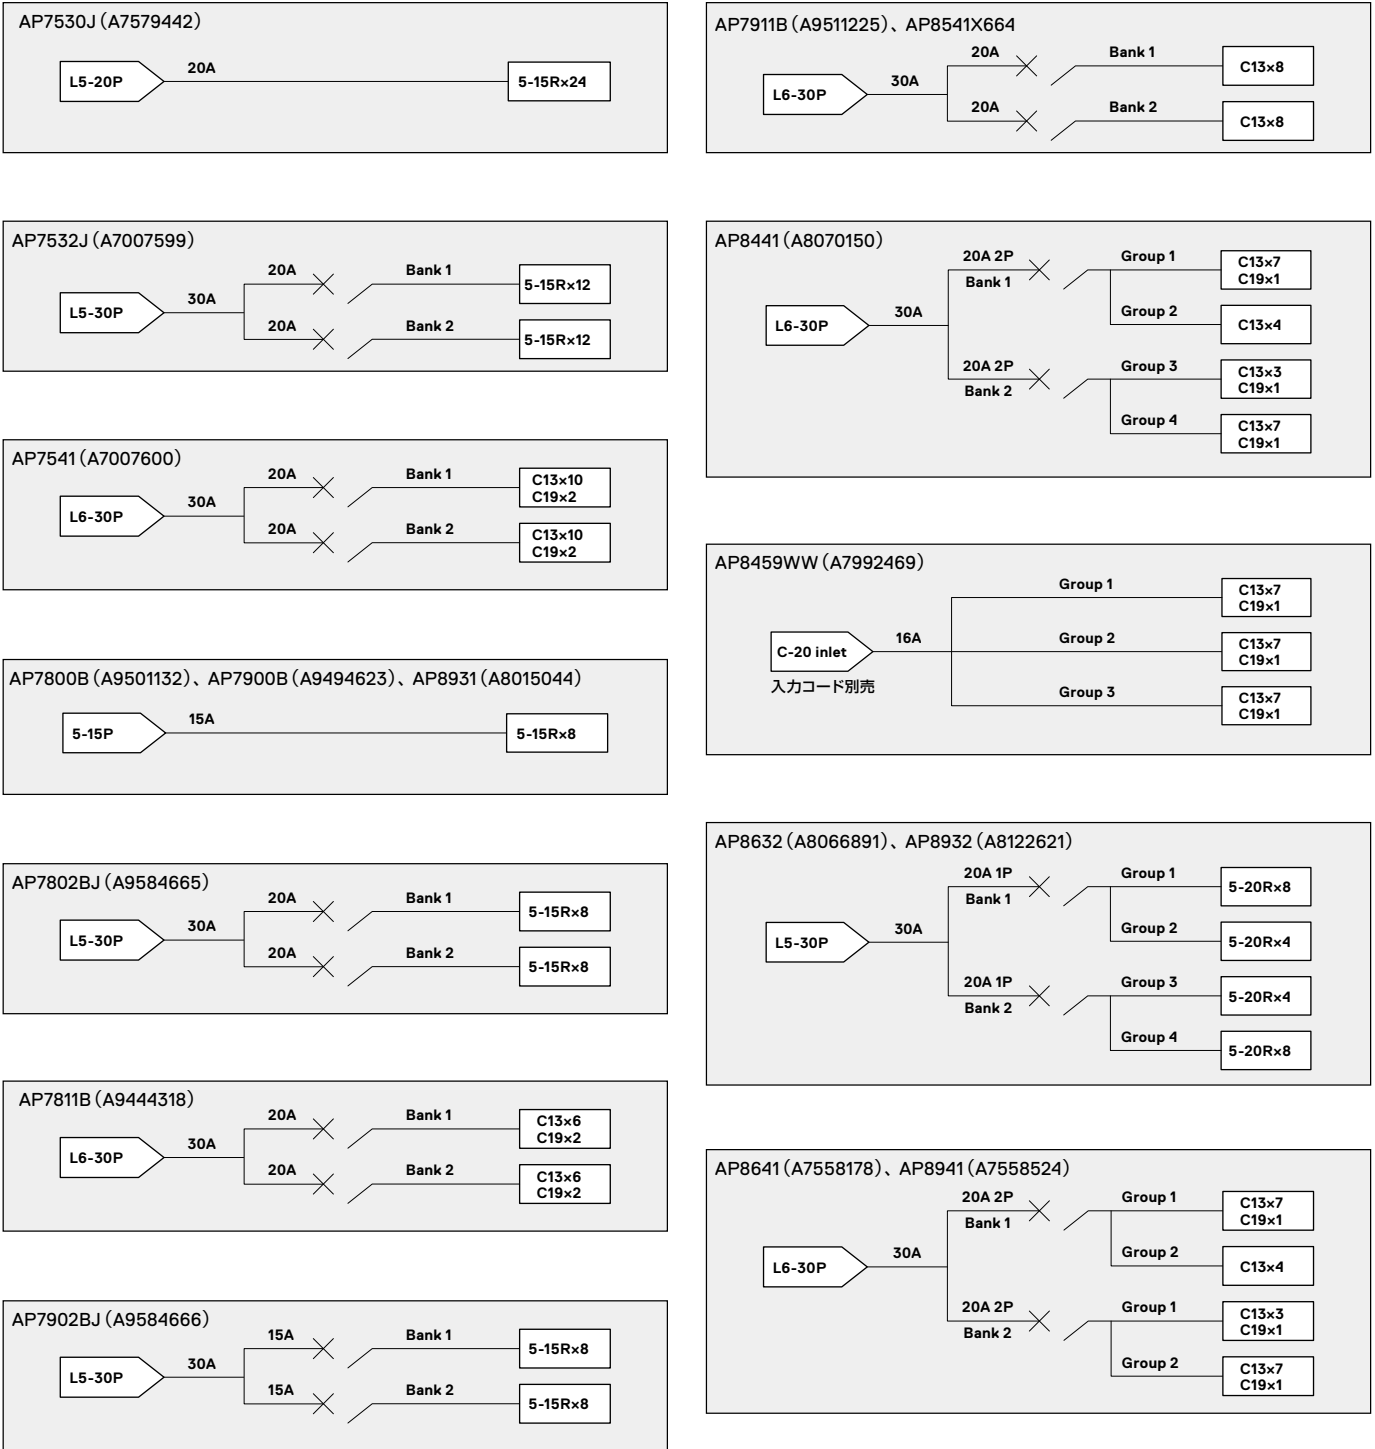 AP7530J（A7579442）
L5-20P
20A
5-15R×24
AP7532J（A7007599）
L5-30P
30A
20A
Bank 1
5-15R×12
20A
Bank 2
5-15R×12
AP7541（A7007600）
L6-30P
30A
20A
Bank 1
C13×10
C19×2
20A
Bank 2
C13×10
C19×2
AP7800B（A9501132）、AP7900B（A9494623）、AP8931（A8015044）
5-15P
15A
5-15R×8
AP7802BJ（A9584665）
L5-30P
30A
20A
Bank 1
5-15R×8
20A
Bank 2
5-15R×8
AP7811B（A9444318）
L6-30P
30A
20A
Bank 1
C13×6
C19×2
20A
Bank 2
C13×6
C19×2
AP7902BJ（A9584666）
L5-30P
30A
15A
Bank 1
5-15R×8
15A
Bank 2
5-15R×8
AP7911B（A9511225）、AP8541X664
L6-30P
30A
20A
Bank 1
C13×8
20A
Bank 2
C13×8
AP8441（A8070150）
L6-30P
30A
20A 2P
Bank 1
Group 1
C13×7
C19×1
Group 2
C13×4
20A 2P
Bank 2
Group 3
C13×3
C19×1
Group 4
C13×7
C19×1
AP8459WW（A7992469）
C-20 inlet
入力コード別売
16A
Group 1
C13×7
C19×1
Group 2
C13×7
C19×1
Group 3
C13×7
C19×1
AP8632（A8066891）、AP8932（A8122621）
L5-30P
30A
20A 1P
Bank 1
Group 1
5-20R×8
Group 2
5-20R×4
20A 1P
Bank 2
Group 3
5-20R×4
Group 4
5-20R×8
AP8641（A7558178）、AP8941（A7558524）
L6-30P
30A
20A 2P
Bank 1
Group 1
C13×7
C19×1
Group 2
C13×4
20A 2P
Bank 2
Group 1
C13×3
C19×1
Group 2
C13×7
C19×1